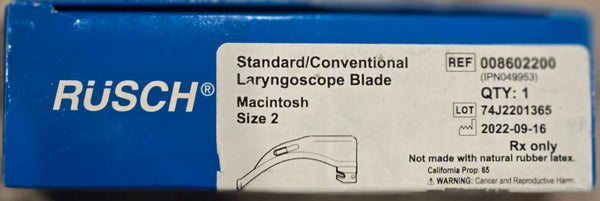 RÜSCH®
Standard/Conventional
Laryngoscope Blade
Macintosh
Size 2
REF 008602200
(IPN049953)
QTY: 1
LOT 74J2201365
2022-09-16
Rx only
Not made with natural rubber latex.
California Prop. 65
⚠ WARNING: Cancer and Reproductive Harm